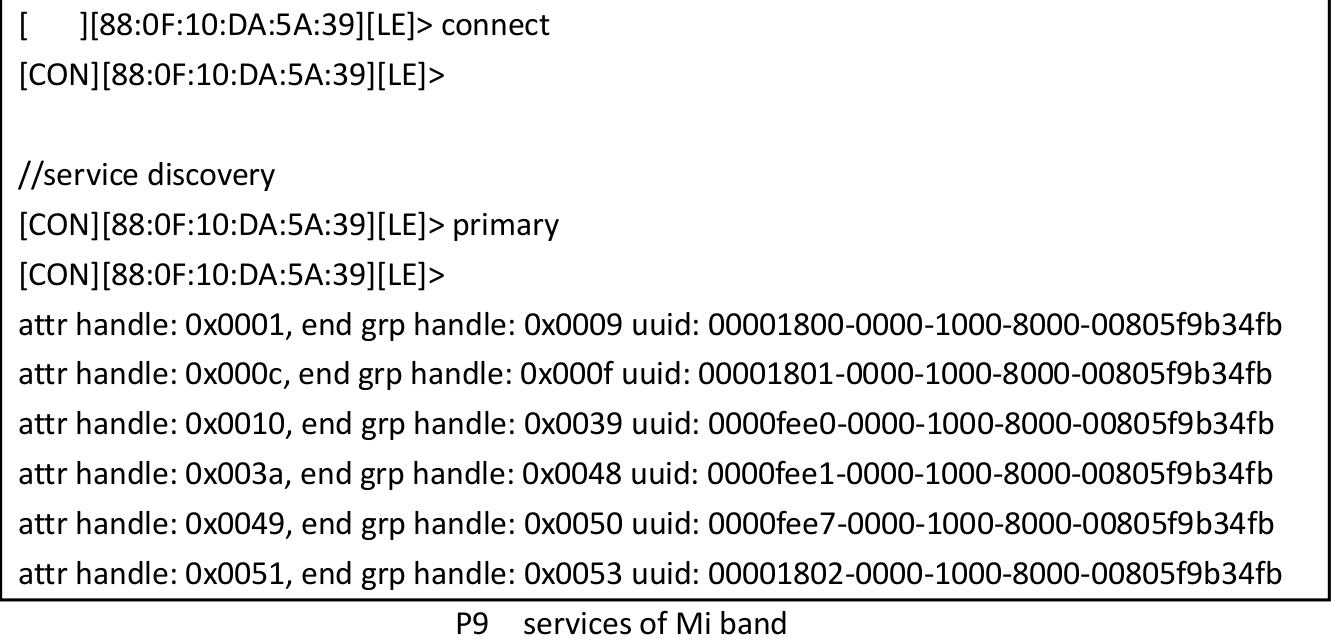 [      ][88:0F:10:DA:5A:39][LE]> connect
[CON][88:0F:10:DA:5A:39][LE]>
//service discovery
[CON][88:0F:10:DA:5A:39][LE]> primary
[CON][88:0F:10:DA:5A:39][LE]>
attr handle: 0x0001, end grp handle: 0x0009 uuid: 00001800-0000-1000-8000-00805f9b34fb
attr handle: 0x000c, end grp handle: 0x000f uuid: 00001801-0000-1000-8000-00805f9b34fb
attr handle: 0x0010, end grp handle: 0x0039 uuid: 0000fee0-0000-1000-8000-00805f9b34fb
attr handle: 0x003a, end grp handle: 0x0048 uuid: 0000fee1-0000-1000-8000-00805f9b34fb
attr handle: 0x0049, end grp handle: 0x0050 uuid: 0000fee7-0000-1000-8000-00805f9b34fb
attr handle: 0x0051, end grp handle: 0x0053 uuid: 00001802-0000-1000-8000-00805f9b34fb
P9    services of Mi band